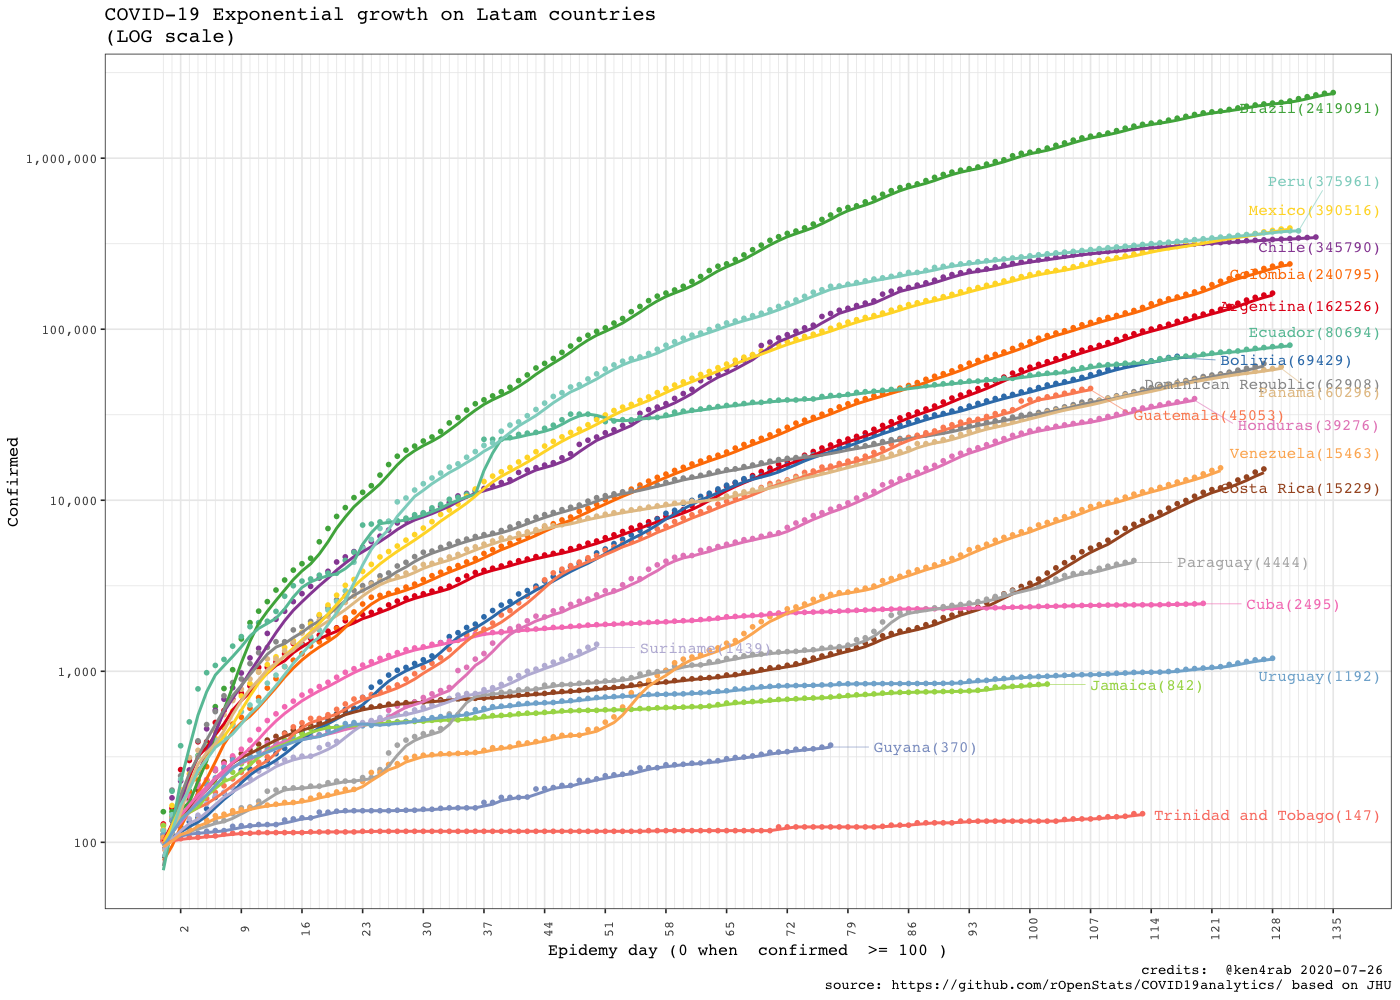 COVID-19 Exponential growth on Latam countries
(LOG scale)
Confirmed
1,000,000
100,000
10,000
1,000
100
Brazil(2419091)
Peru(375961)
Mexico(390516)
Chile(345790)
Colombia(240795)
Argentina(162526)
Ecuador(80694)
Bolivia(69429)
Dominican Republic(62908)
Panama(60296)
Guatemala(45053)
Honduras(39276)
Venezuela(15463)
Costa Rica(15229)
Paraguay(4444)
Cuba(2495)
Suriname(1439)
Uruguay(1192)
Jamaica(842)
Guyana(370)
Trinidad and Tobago(147)
2 9 16 23 30 37 44 51 58 65 72 79 86 93 100 107 114 121 128 135
Epidemy day (0 when  confirmed  >= 100 )
credits:  @ken4rab 2020-07-26
source: https://github.com/rOpenStats/COVID19analytics/ based on JHU